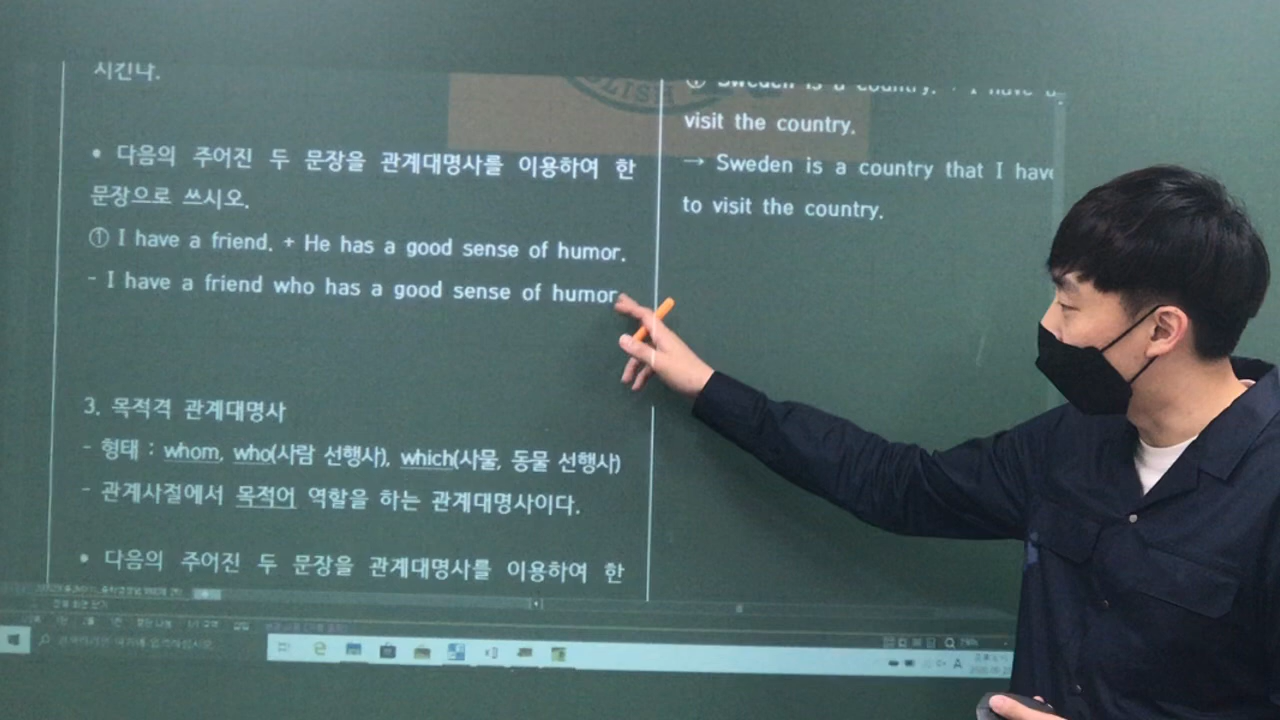 시킨다.
• 다음의 주어진 두 문장을 관계대명사를 이용하여 한
문장으로 쓰시오.
① I have a friend. + He has a good sense of humor.
- I have a friend who has a good sense of humor
3. 목적격 관계대명사
- 형태 : whom, who(사람 선행사), which(사물, 동물 선행사)
- 관계사절에서 목적어 역할을 하는 관계대명사이다.
• 다음의 주어진 두 문장을 관계대명사를 이용하여 한
Sweden is a country. + I have
visit the country.
→ Sweden is a country that I have
to visit the country.